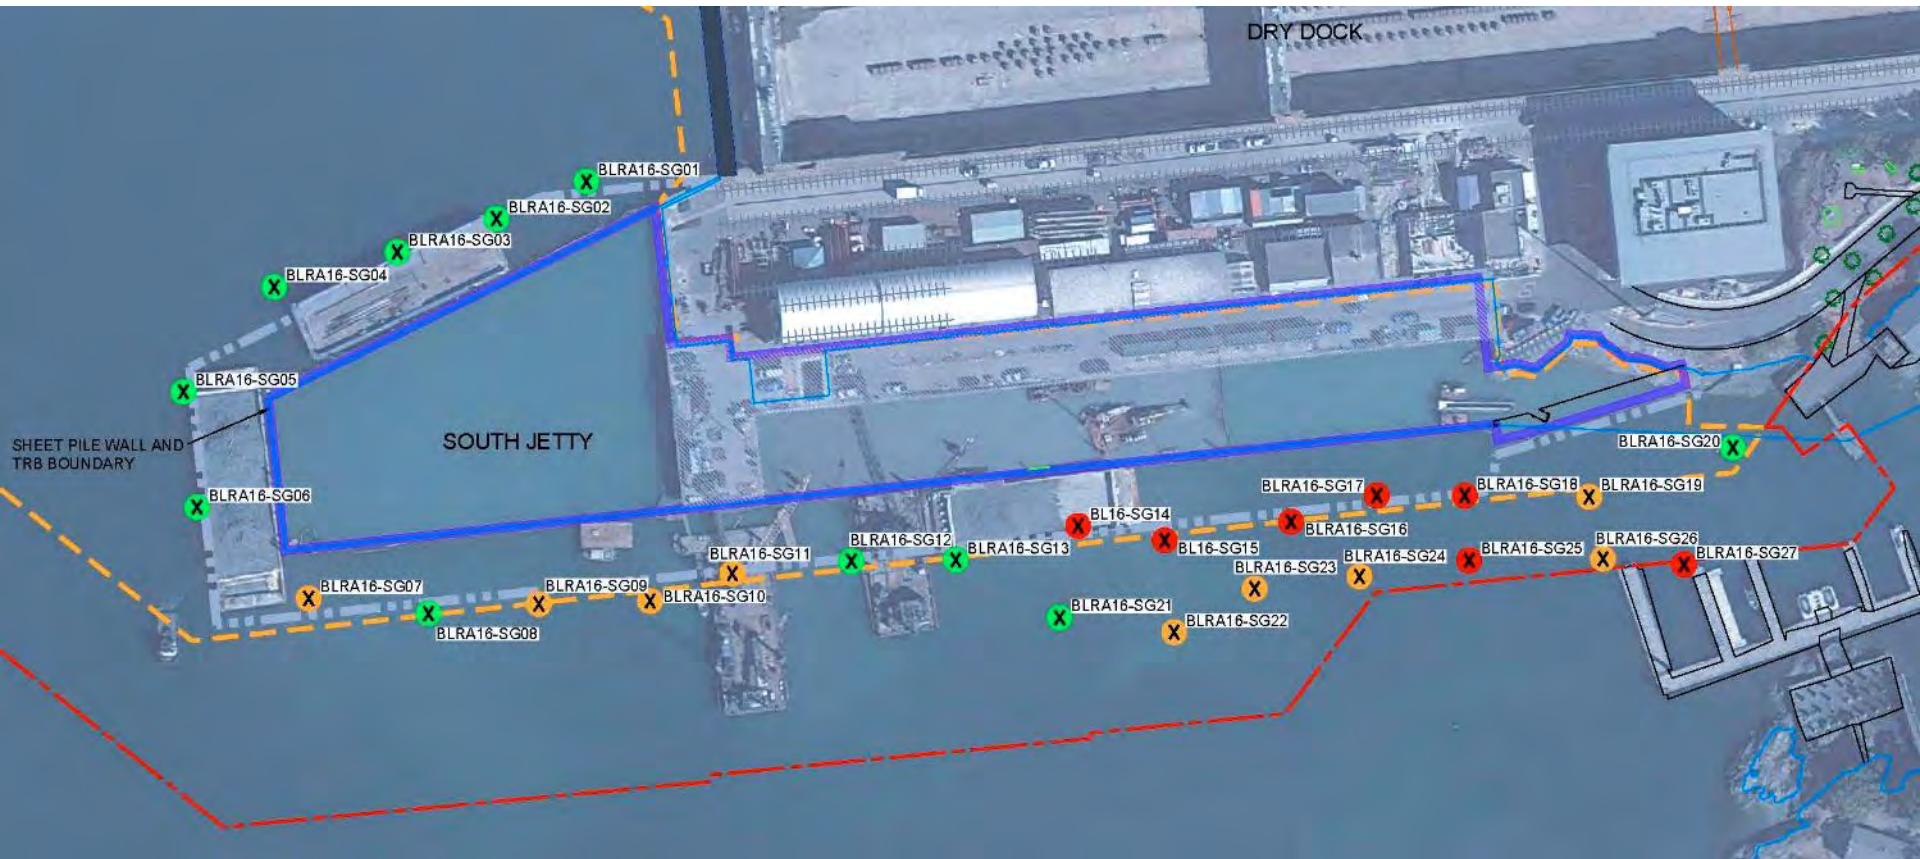 DRY DOCK
BLRA16-SG01
BLRA16-SG02
BLRA16-SG03
BLRA16-SG04
BLRA16-SG05
SHEET PILE WALL AND
TRB BOUNDARY
SOUTH JETTY
BLRA16-SG06
BLRA16-SG07
BLRA16-SG08
BLRA16-SG09
BLRA16-SG10
BLRA16-SG11
BLRA16-SG12
BLRA16-SG13
BL16-SG14
BL16-SG15
BLRA16-SG16
BLRA16-SG17
BLRA16-SG18
BLRA16-SG19
BLRA16-SG20
BLRA16-SG21
BLRA16-SG22
BLRA16-SG23
BLRA16-SG24
BLRA16-SG25
BLRA16-SG26
BLRA16-SG27